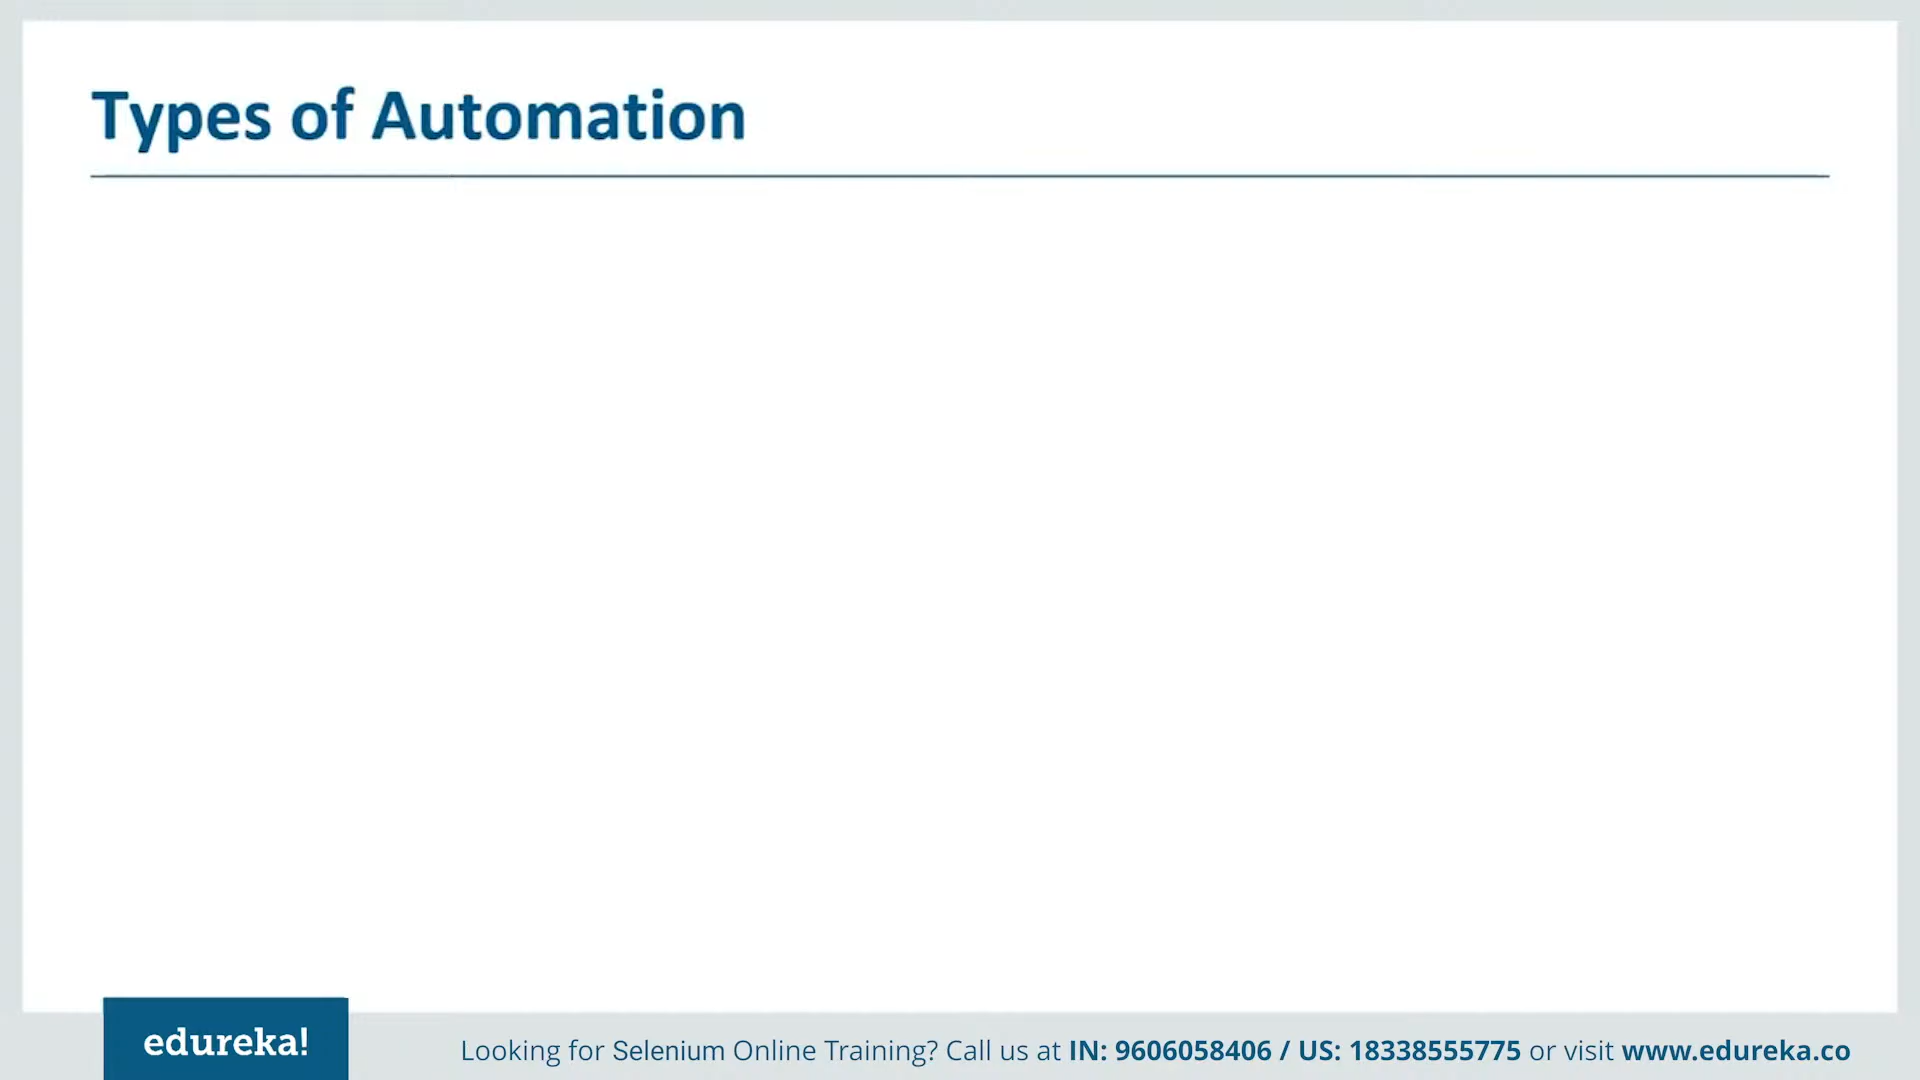 Types of Automation
edureka!
Looking for Selenium Online Training? Call us at IN: 9606058406 / US: 18338555775 or visit www.edureka.co